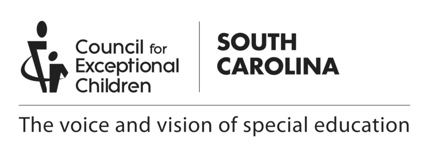 Council for
Exceptional
Children
SOUTH
CAROLINA
The voice and vision of special education